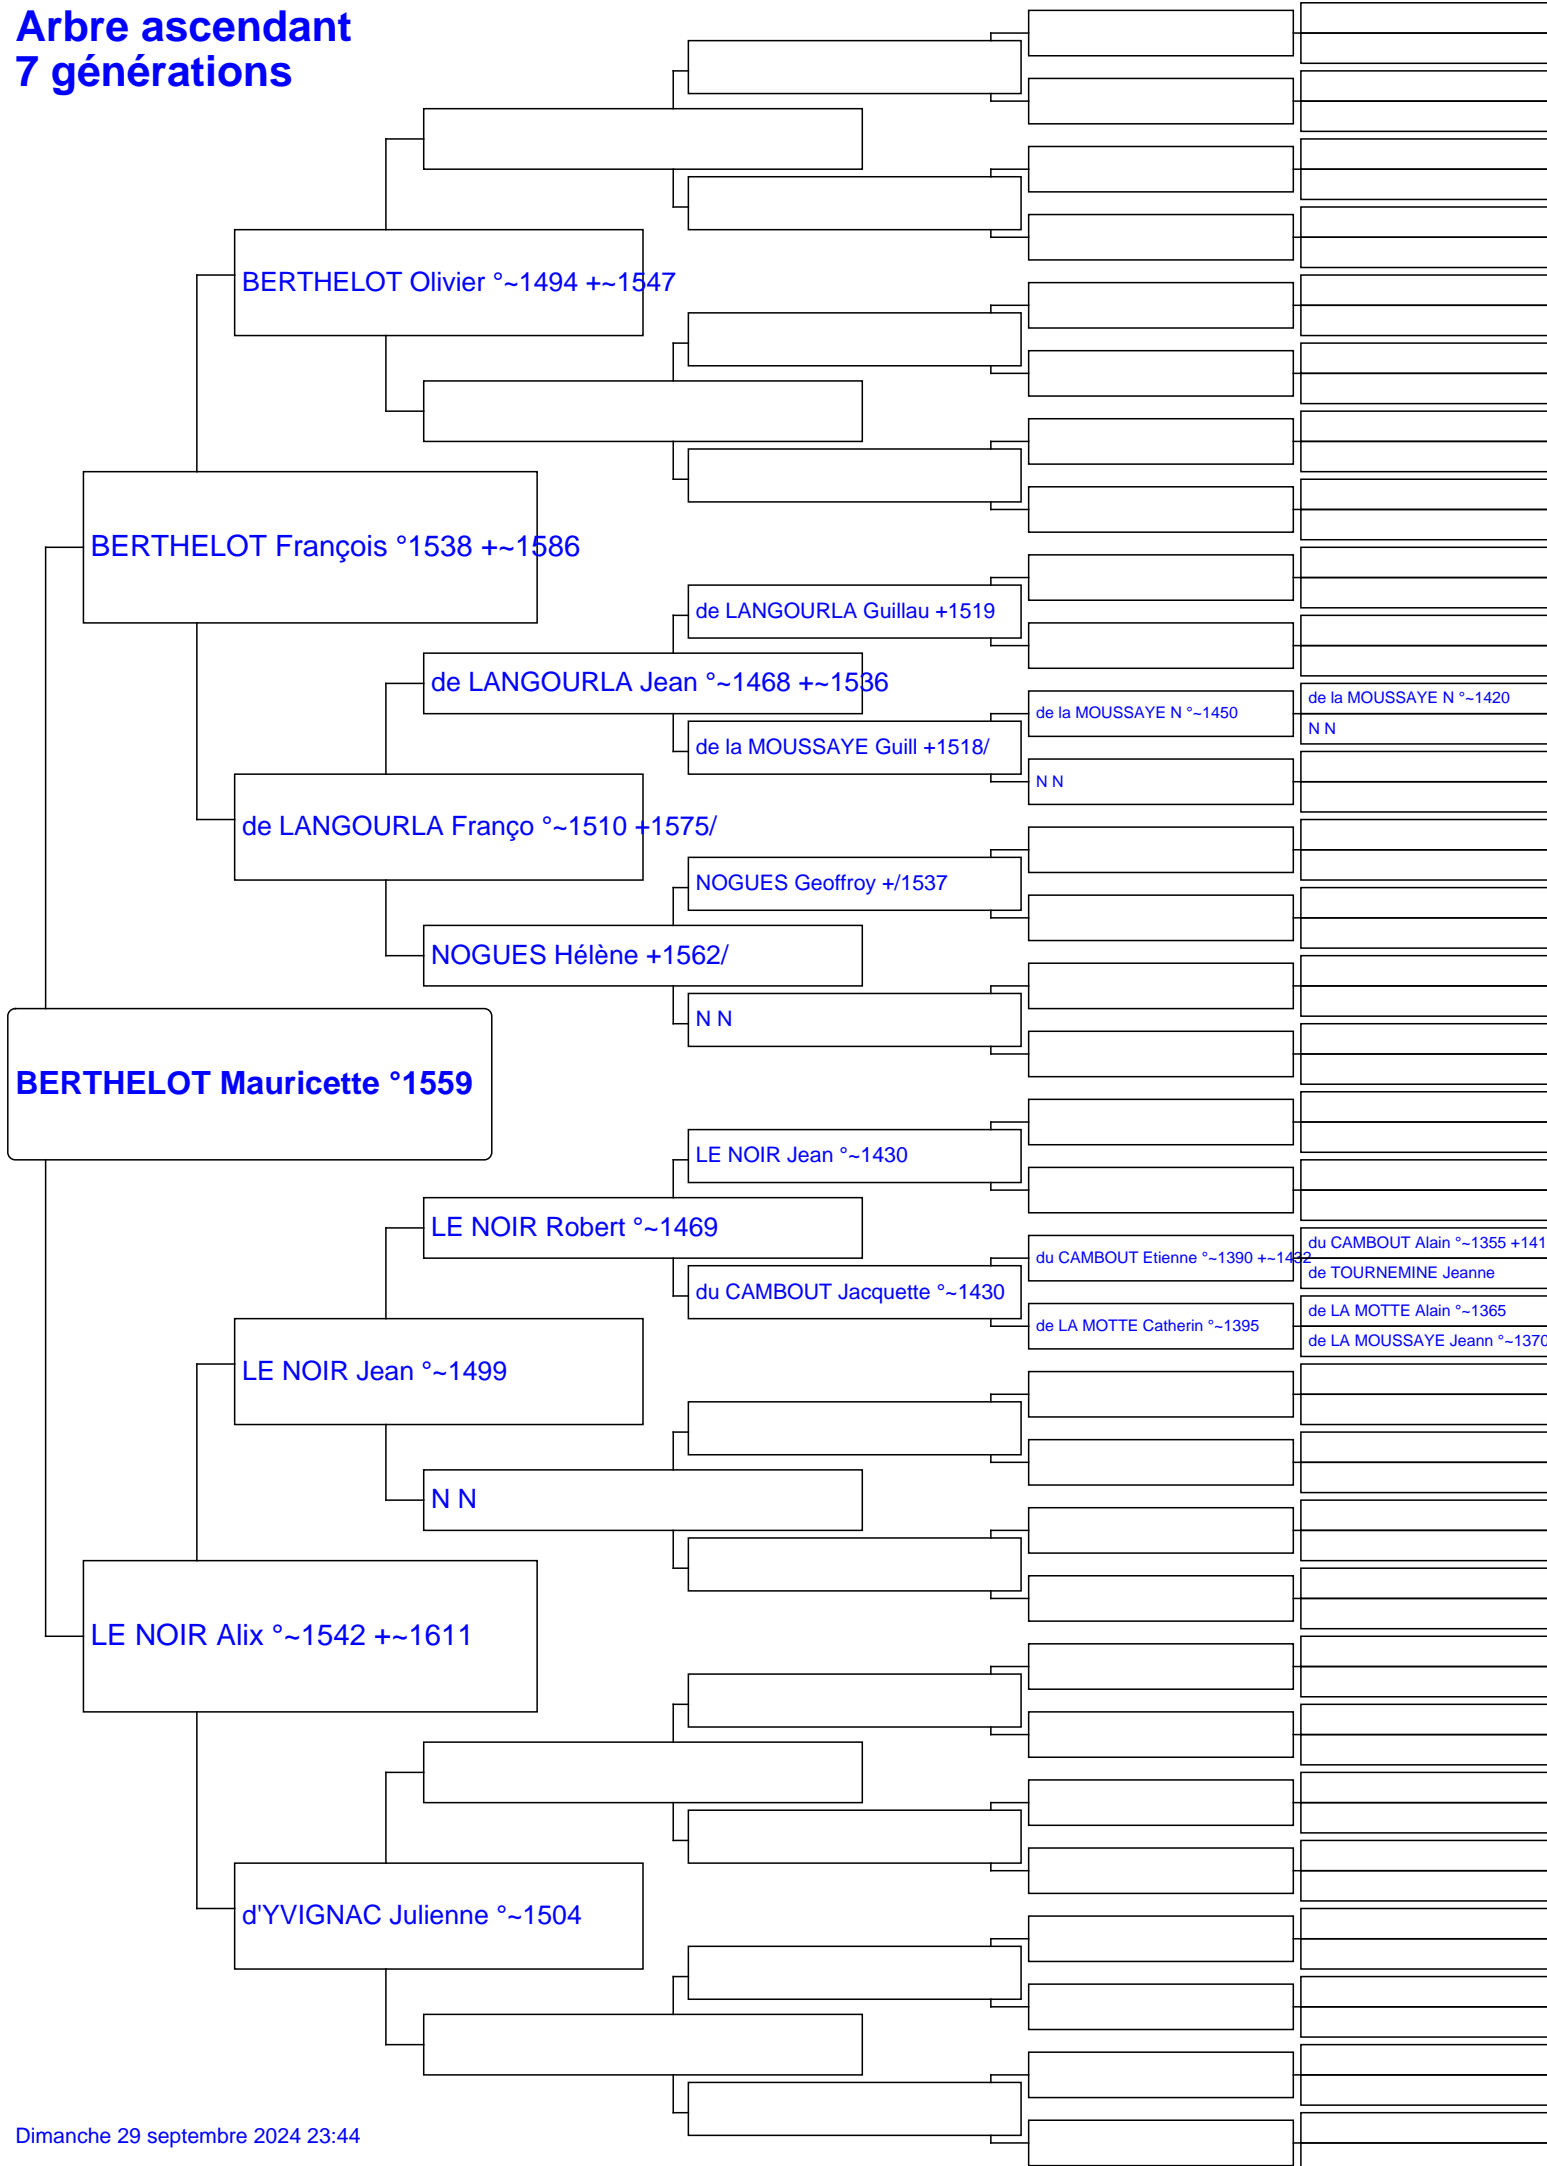 Arbre ascendant
7 générations
BERTHELOT Olivier °~1494 +~1547
BERTHELOT François °1538 +~1586
de LANGOURLA Guillau +1519
de LANGOURLA Jean °~1468 +~1536
de la MOUSSAYE N °~1450
de la MOUSSAYE N °~1420
N N
de la MOUSSAYE Guill +1518/
N N
de LANGOURLA Franço °~1510 +1575/
NOGUES Geoffroy +/1537
NOGUES Hélène +1562/
N N
BERTHELOT Mauricette °1559
LE NOIR Jean °~1430
LE NOIR Robert °~1469
du CAMBOUT Etienne °~1390 +~1432
du CAMBOUT Alain °~1355 +141
de TOURNEMINE Jeanne
du CAMBOUT Jacquette °~1430
de LA MOTTE Catherin °~1395
de LA MOTTE Alain °~1365
de LA MOUSSAYE Jeann °~1370
LE NOIR Jean °~1499
N N
LE NOIR Alix °~1542 +~1611
d'YVIGNAC Julienne °~1504
Dimanche 29 septembre 2024 23:44